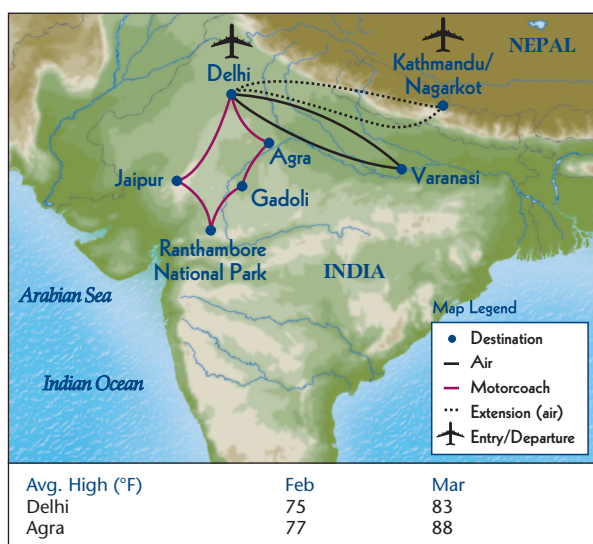 NEPAL
Kathmandu/
Nagarkot
Delhi
Agra
Varanasi
Jaipur
Gadoli
Ranthambore
National Park
INDIA
Arabian Sea
Indian Ocean
Map Legend
Destination
Air
Motorcoach
Extension (air)
Entry/Departure
Avg. High (°F) Feb Mar
Delhi 75 83
Agra 77 88